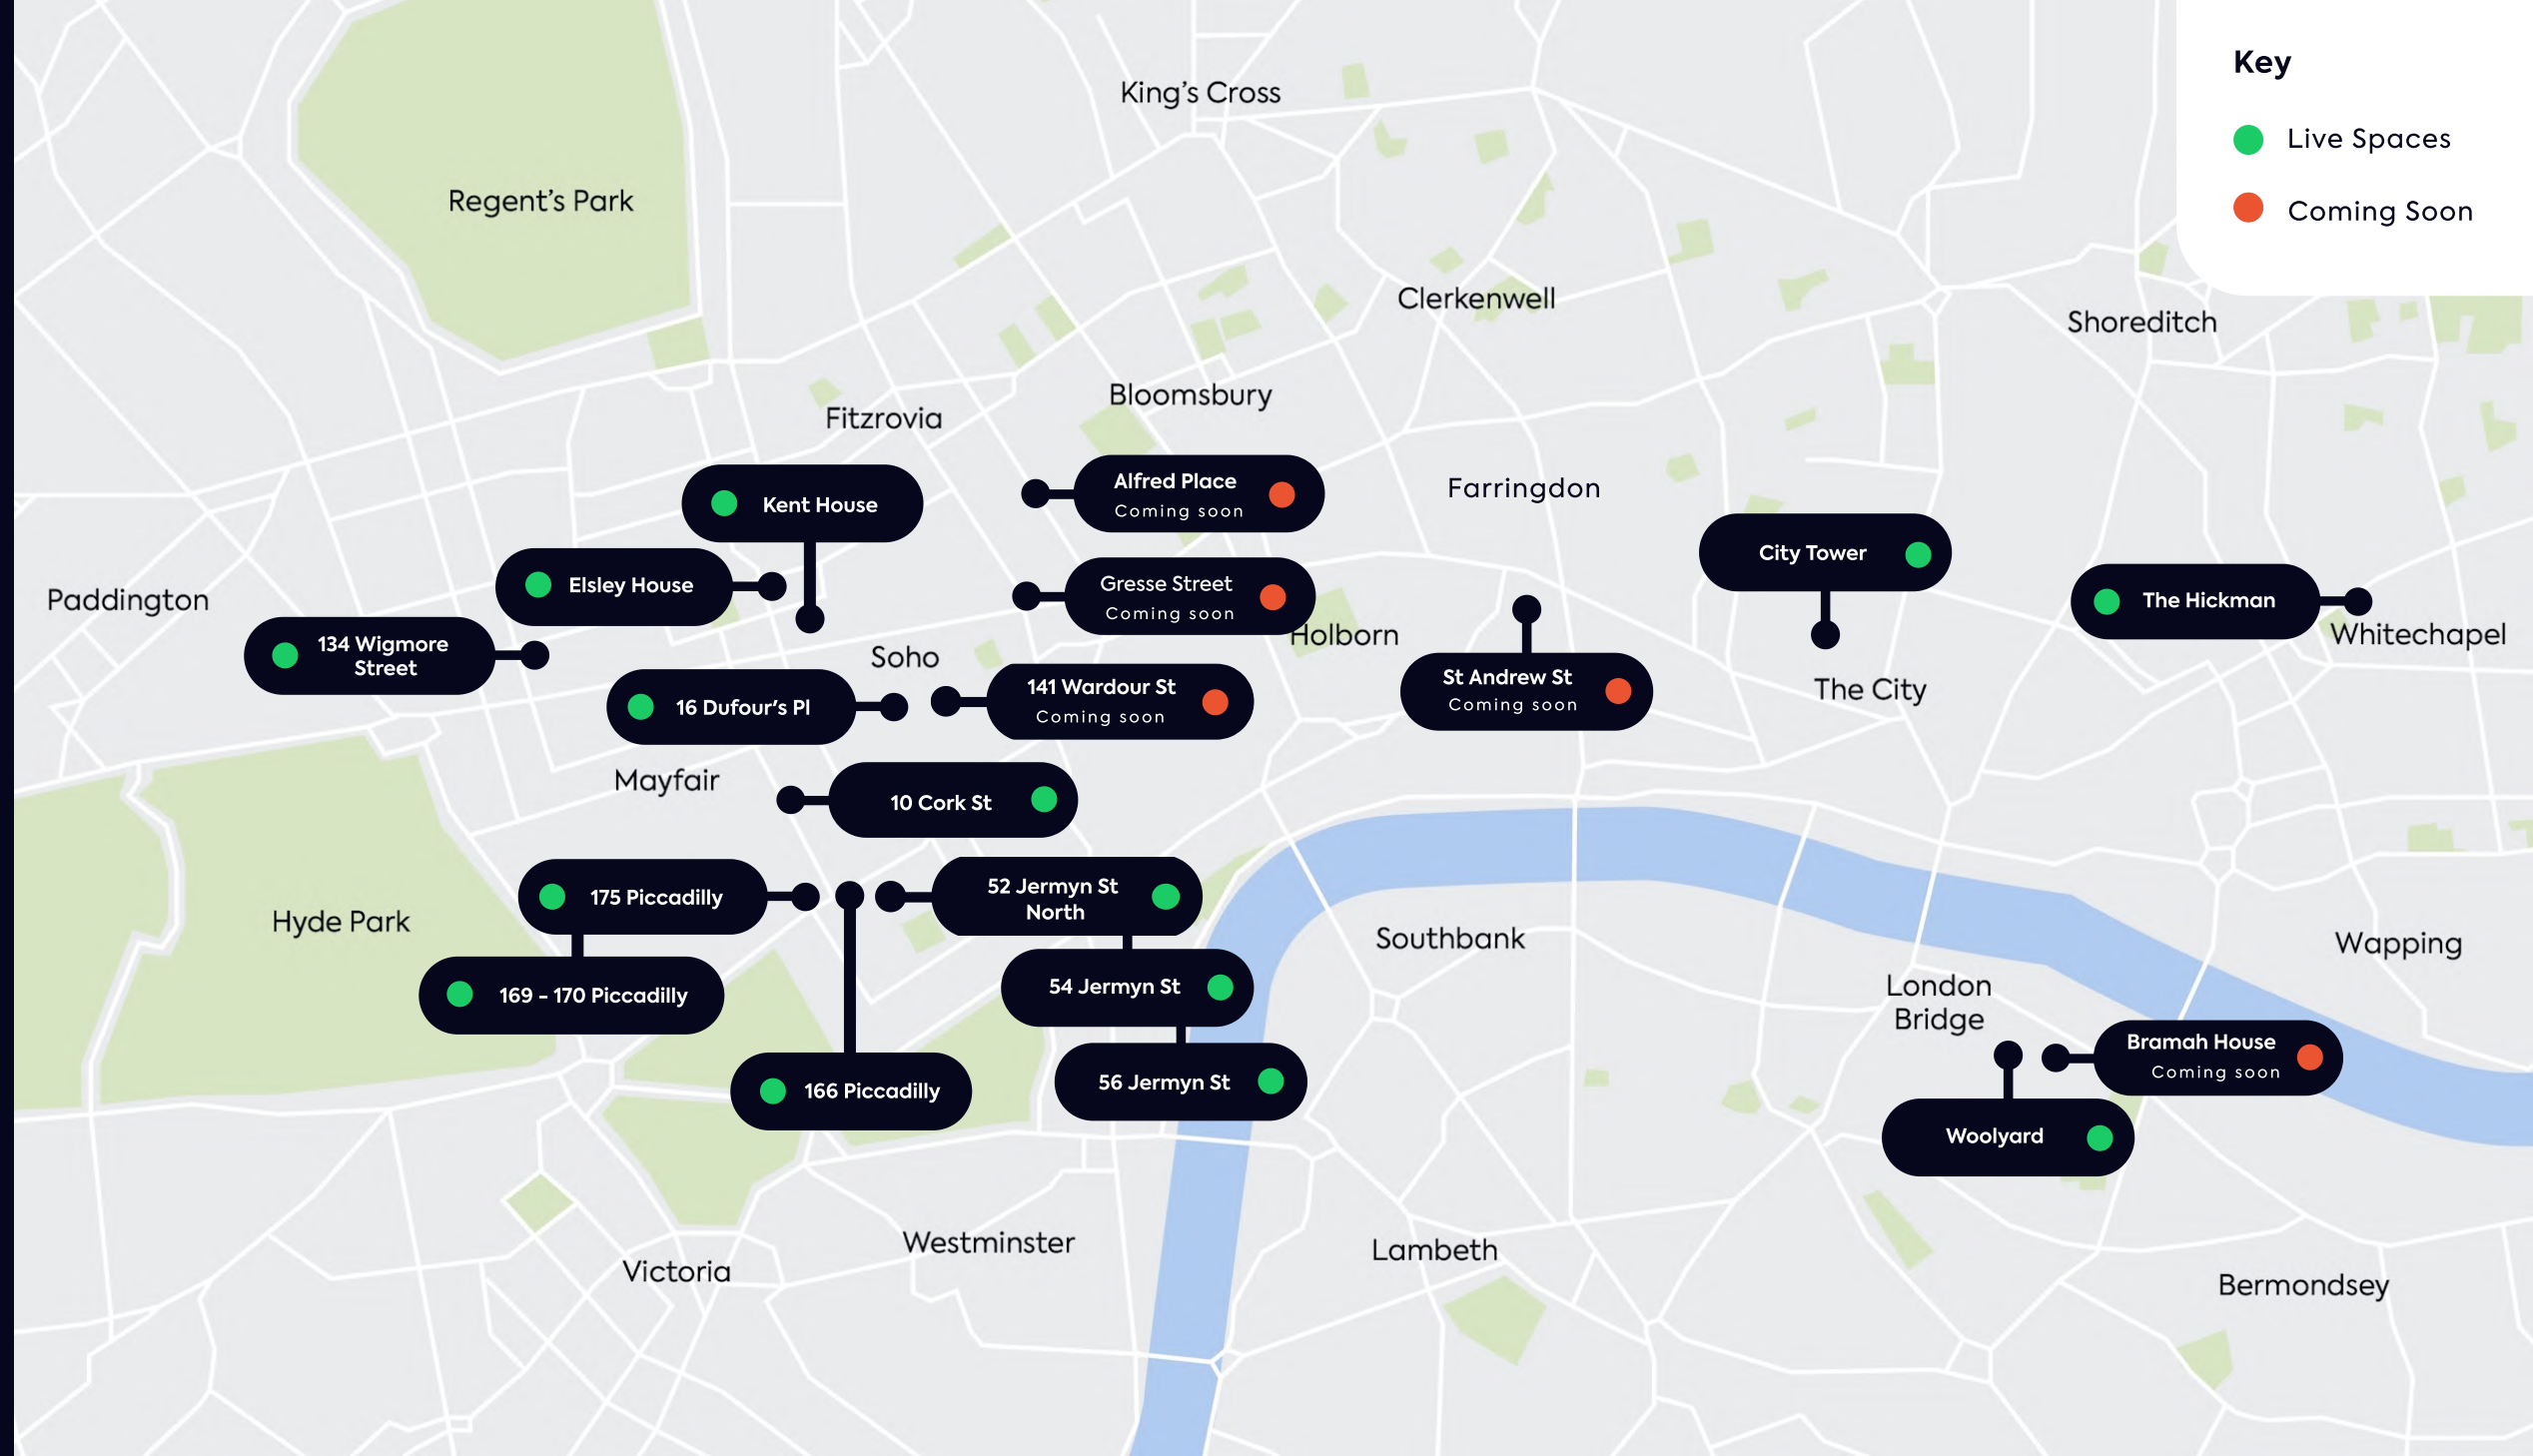 Key
Live Spaces
Coming Soon
King's Cross
Regent's Park
Clerkenwell
Shoreditch
Bloomsbury
Fitzrovia
Alfred Place
Coming soon
Farringdon
Kent House
City Tower
Elsley House
Gresse Street
Coming soon
Paddington
The Hickman
Holborn
Whitechapel
134 Wigmore
Street
Soho
St Andrew St
Coming soon
The City
16 Dufour's Pl
141 Wardour St
Coming soon
Mayfair
10 Cork St
175 Piccadilly
52 Jermyn St
North
Hyde Park
Southbank
Wapping
169 - 170 Piccadilly
54 Jermyn St
London
Bridge
Bramah House
Coming soon
166 Piccadilly
56 Jermyn St
Woolyard
Westminster
Lambeth
Victoria
Bermondsey